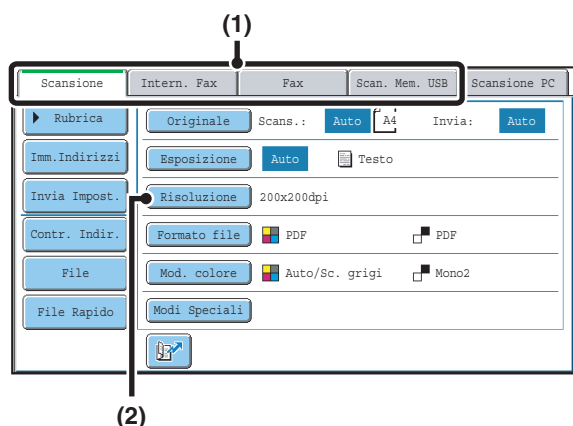 (1)
Scansione Intern. Fax Fax Scan. Mem. USB Scansione PC
Rubrica Originale Scans.: Auto A4 Invia: Auto
Imm.Indirizzi Esposizione Auto Testo
Invia Impost. Risoluzione 200x200dpi
Contr. Indir. Formato file PDF PDF
File Mod. colore Auto/Sc. grigi Mono2
File Rapido Modi Speciali
(2)